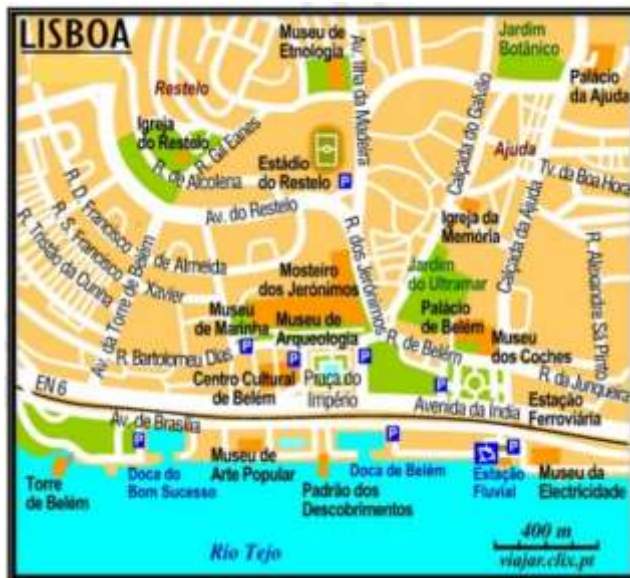 LISBOA
Museu de
Etnologia
Av. Ilha da Madeira
Jardim
Botânico
Palácio
da Ajuda
Restelo
Igreja
do Restelo
R. Gil Eanes
R. de Alcolena
Estádio
do Restelo
P
Calçada do Galvão
Ajuda
Tv. da Boa Hora
Av. do Restelo
R. D. Francisco de Almeida
R. S. Francisco Xavier
R. Tristão da Cunha
Av. da Torre de Belém
R. dos Jerónimos
Igreja da
Memória
Calçada da Ajuda
R. Alexandre Sá Pinto
Mosteiro
dos Jerónimos
Jardim
do Ultramar
Museu
de Marinha
Museu de
Arqueologia
Palácio
de Belém
Museu
dos Coches
R. de Belém
R. Bartolomeu Dias
P
P
P
Centro Cultural
de Belém
Praça do
Império
P
R. da Junqueira
EN 6
Av. de Brasília
Avenida da Índia
Estação
Ferroviária
P
P
P
Torre
de Belém
Doca do
Bom Sucesso
Museu de
Arte Popular
Padrão dos
Descobrimentos
Doca de Belém
Estação
Fluvial
Museu da
Electricidade
Rio Tejo
400 m
viajar.clix.pt